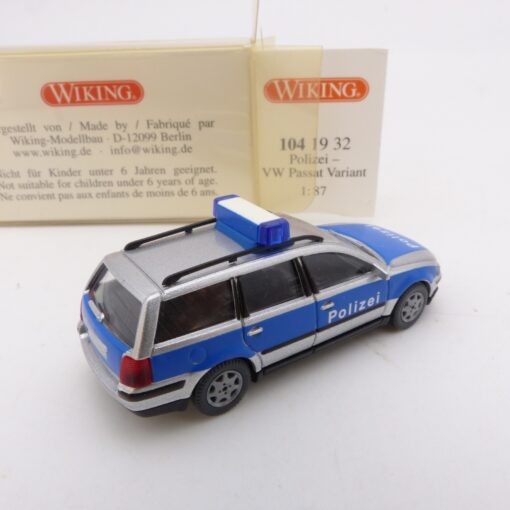 WIKING®
ergestellt von / Made by / Fabriqué par
Wiking-Modellbau · D-12099 Berlin
www.wiking.de · info@wiking.de
Nicht für Kinder unter 6 Jahren geeignet.
Not suitable for children under 6 years of age.
Ne convient pas aux enfants de moins de 6 ans.
WIKING®
104 19 32
Polizei –
VW Passat Variant
1:87
Polizei
Polizei